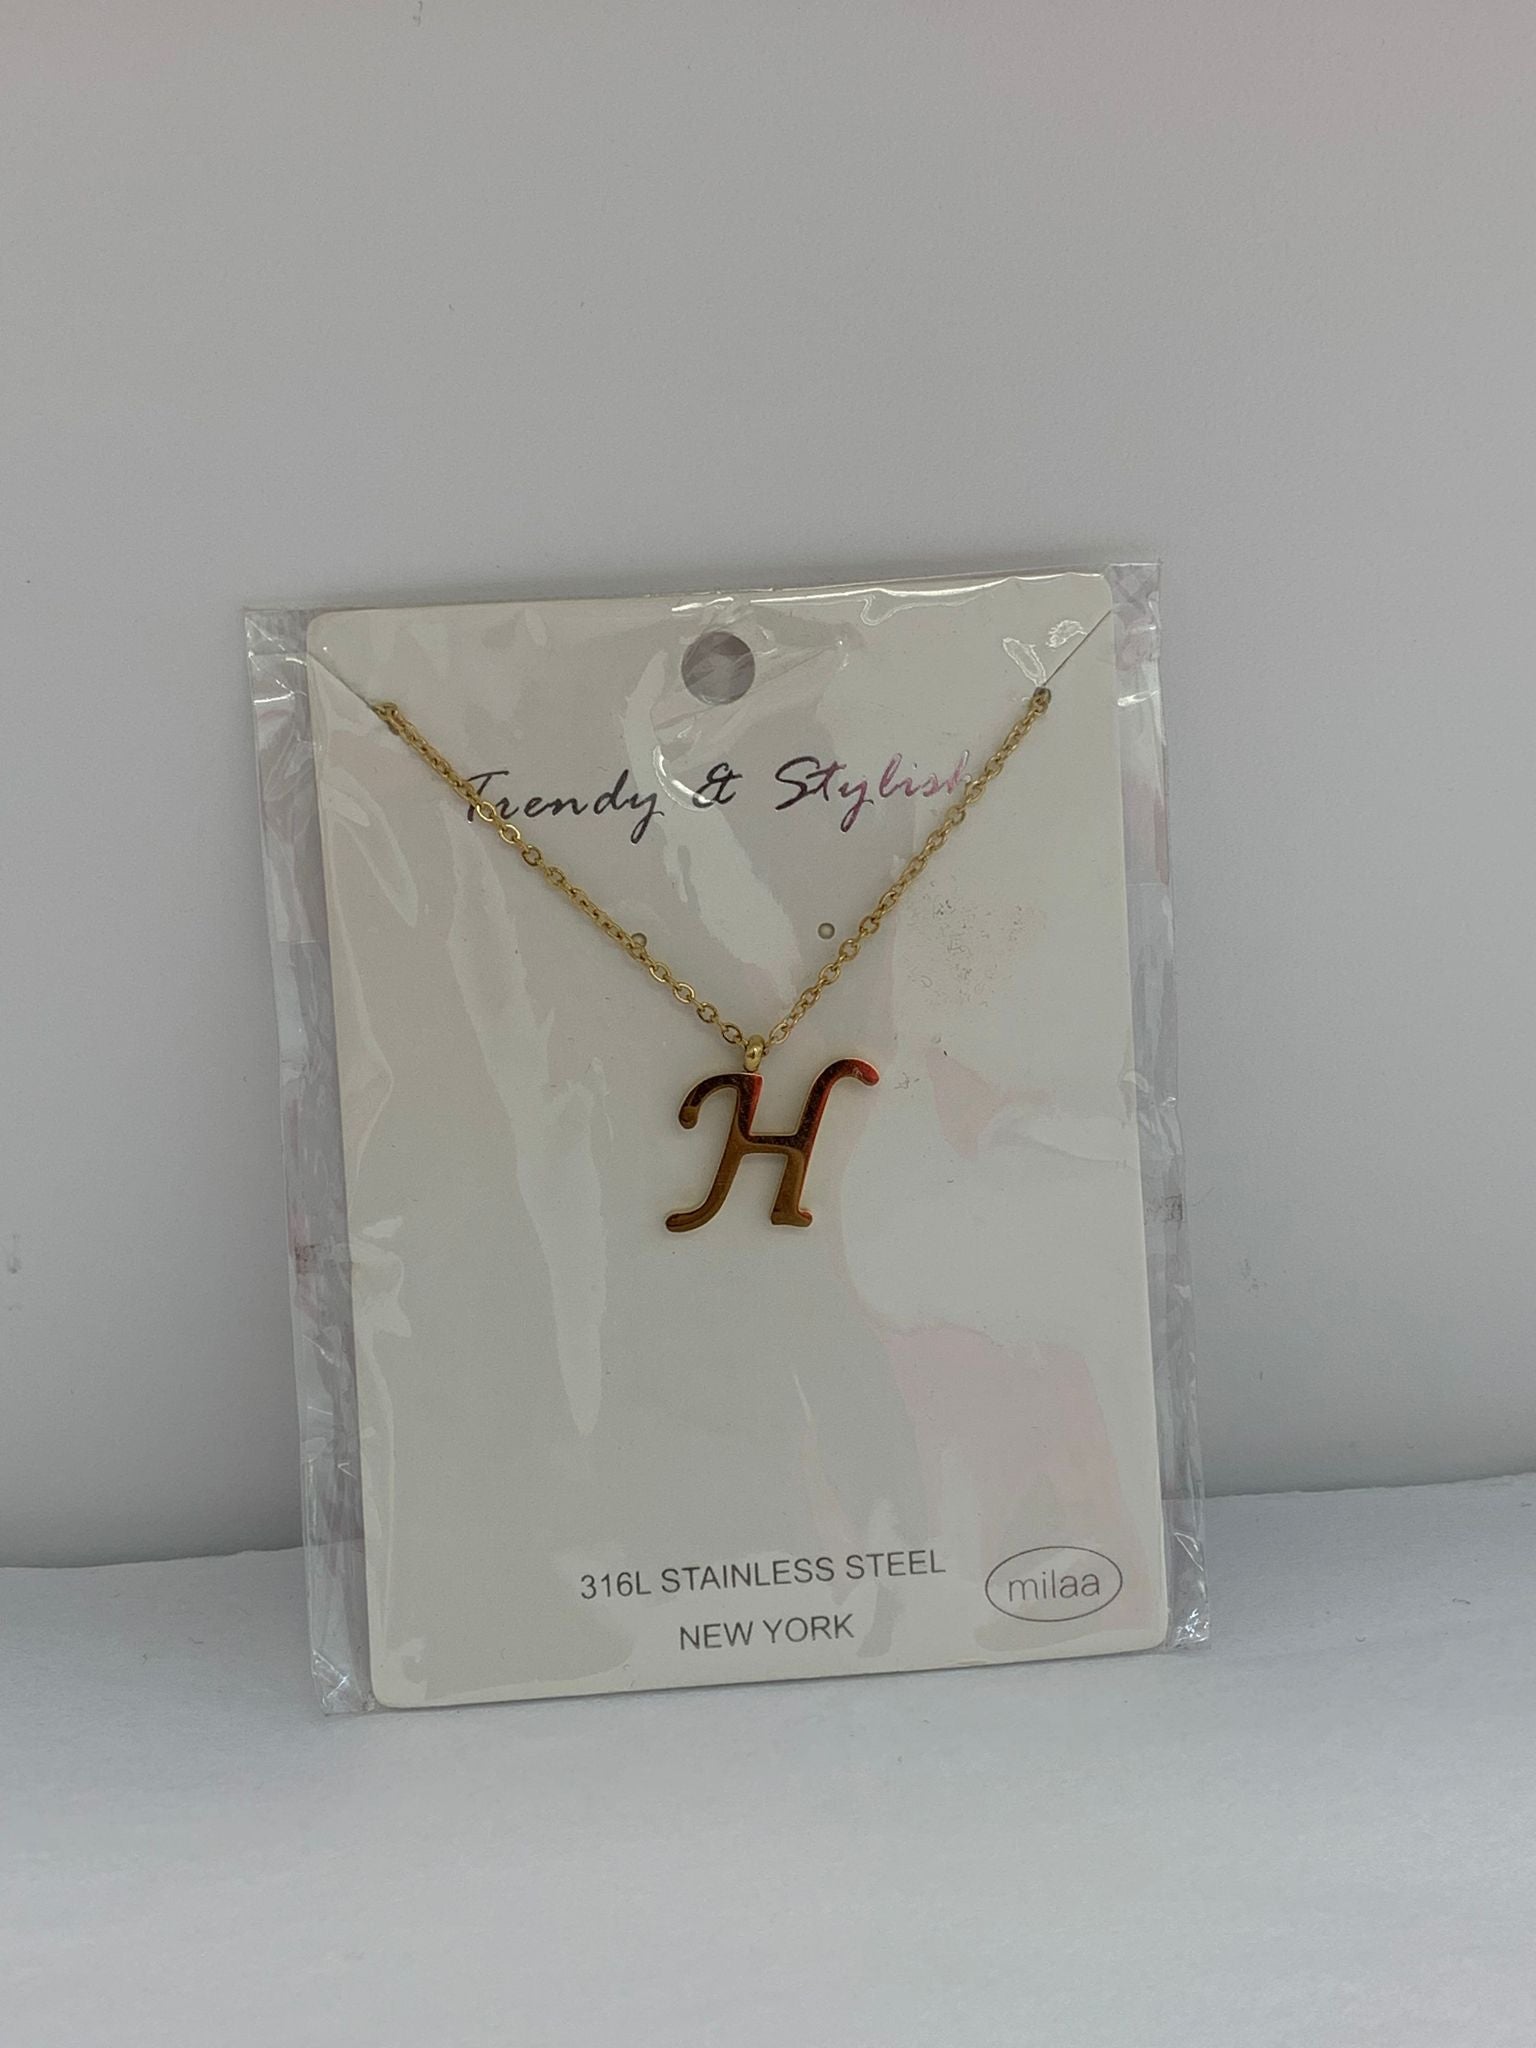 Trendy & Stylish
H
316L STAINLESS STEEL
NEW YORK
milaa